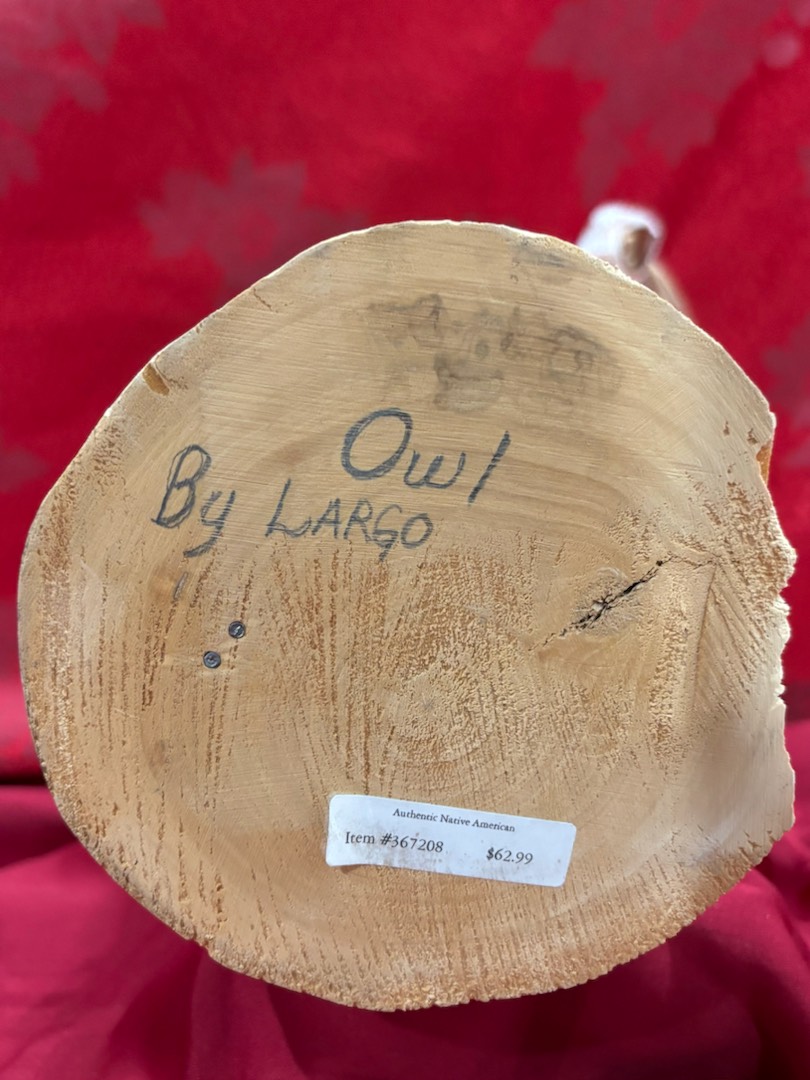 Owl
By LARGO
Authentic Native American
Item #367208 $62.99